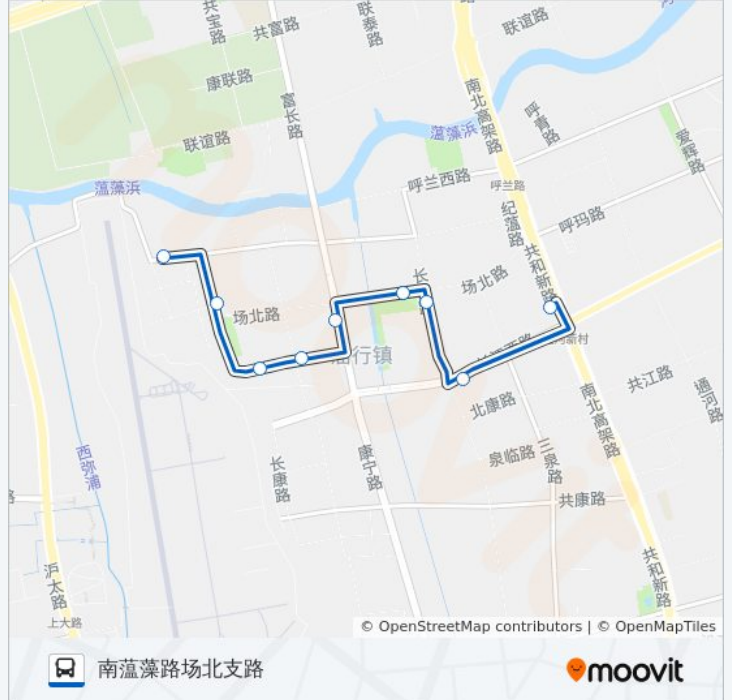 共宝路
共富路
联泰路
联谊路
康联路
富长路
南北高架路
呼青路
联谊路
蕰藻浜
爱辉路
蕰藻浜
呼兰西路
呼兰路
纪蕰路
呼玛路
共和新路
长
场北路
场北路
庙行镇
南北高架路
共江路
通河路
北康路
西弥浦
长康路
康宁路
泉临路
三泉路
共康路
沪太路
共和新路
上大路
© OpenStreetMap contributors | © OpenMapTiles
南蕰藻路场北支路
moovit